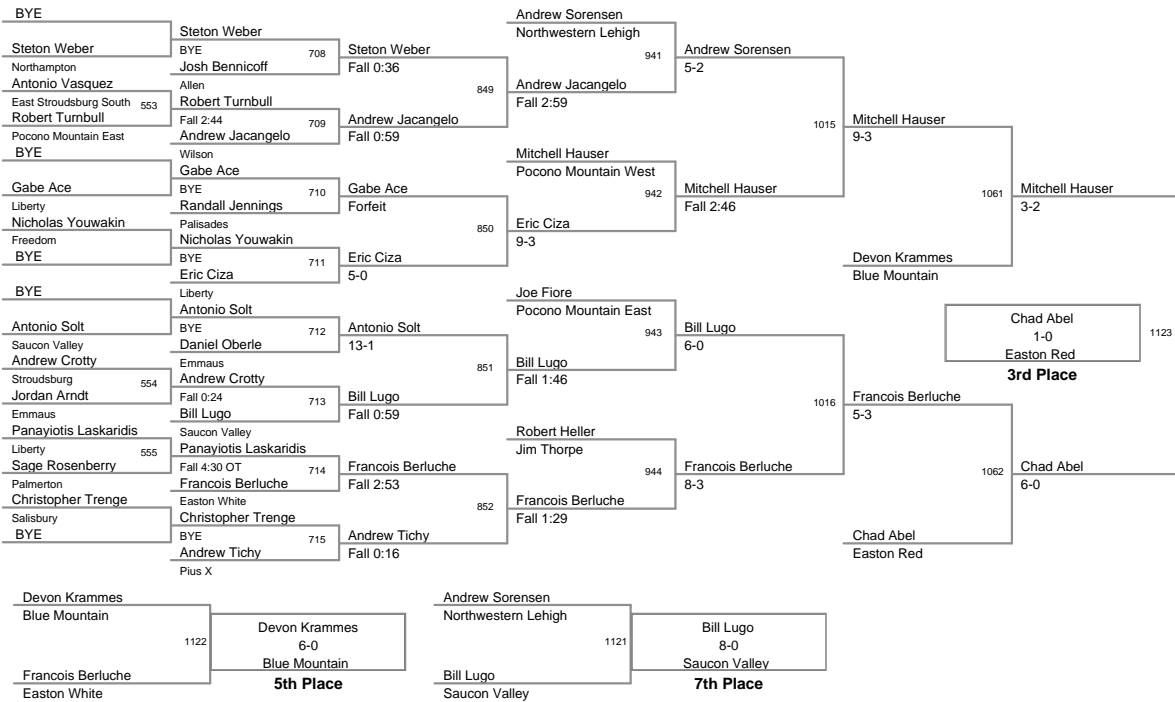 BYE
Steton Weber
Northampton
Antonio Vasquez
East Stroudsburg South 553
Robert Turnbull
Pocono Mountain East
BYE
Gabe Ace
Liberty
Nicholas Youwakin
Freedom
BYE
BYE
Antonio Solt
Saucon Valley
Andrew Crotty
Stroudsburg 554
Jordan Arndt
Emmaus
Panayiotis Laskaridis
Liberty 555
Sage Rosenberry
Palmerton
Christopher Trenge
Salisbury
BYE
Steton Weber
BYE 708
Josh Bennicoff
Allen
Robert Turnbull
Fall 2:44 709
Andrew Jacangelo
Wilson
Gabe Ace
BYE 710
Randall Jennings
Palisades
Nicholas Youwakin
BYE 711
Eric Ciza
Liberty
Antonio Solt
BYE 712
Daniel Oberle
Emmaus
Andrew Crotty
Fall 0:24 713
Bill Lugo
Saucon Valley
Panayiotis Laskaridis
Fall 4:30 OT 714
Francois Berluche
Easton White
Christopher Trenge
BYE 715
Andrew Tichy
Pius X
Steton Weber
Fall 0:36
849
Andrew Jacangelo
Fall 0:59
Gabe Ace
Forfeit
850
Eric Ciza
5-0
Antonio Solt
13-1
851
Bill Lugo
Fall 0:59
Francois Berluche
Fall 2:53
852
Andrew Tichy
Fall 0:16
Andrew Sorensen
Northwestern Lehigh
941
Andrew Jacangelo
Fall 2:59
Mitchell Hauser
Pocono Mountain West
942
Eric Ciza
9-3
Joe Fiore
Pocono Mountain East
943
Bill Lugo
Fall 1:46
Robert Heller
Jim Thorpe
944
Francois Berluche
Fall 1:29
Andrew Sorensen
5-2
1015
Mitchell Hauser
Fall 2:46
Bill Lugo
6-0
1016
Francois Berluche
8-3
Mitchell Hauser
9-3
1061
Devon Krammes
Blue Mountain
Francois Berluche
5-3
1062
Chad Abel
Easton Red
Mitchell Hauser
3-2
Chad Abel
1-0
1123
Easton Red
3rd Place
Chad Abel
6-0
Devon Krammes
Blue Mountain
1122
Francois Berluche
Easton White
Devon Krammes
6-0
Blue Mountain
5th Place
Andrew Sorensen
Northwestern Lehigh
1121
Bill Lugo
Saucon Valley
Bill Lugo
8-0
Saucon Valley
7th Place